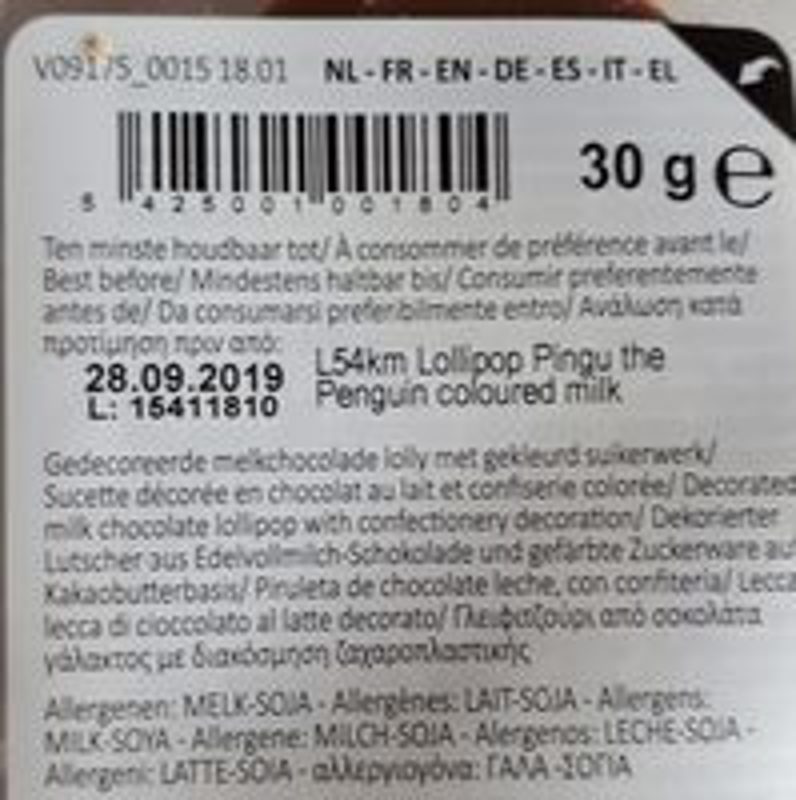 V09175_0015 18.01 NL - FR - EN - DE - ES - IT - EL
30 g e
5 425001 001804
Ten minste houdbaar tot/ À consommer de préférence avant le/
Best before/ Mindestens haltbar bis/ Consumir preferentemente
antes de/ Da consumarsi preferibilmente entro/ Ανάλωση κατά
προτίμηση πριν από:
28.09.2019
L: 15411810
L54km Lollipop Pingu the
Penguin coloured milk
Gedecoreerde melkchocolade lolly met gekleurd suikerwerk/
Sucette décorée en chocolat au lait et confiserie colorée/ Decorated
milk chocolate lollipop with confectionery decoration/ Dekorierter
Lutscher aus Edelvollmilch-Schokolade und gefärbte Zuckerware auf
Kakaobutterbasis/ Piruleta de chocolate leche, con confiteria/ Lecca
lecca di cioccolato al latte decorato/ Γλειφιτζούρι από σοκολάτα
γάλακτος με διακόσμηση ζαχαροπλαστικής
Allergenen: MELK-SOJA - Allergènes: LAIT-SOJA - Allergens:
MILK-SOYA - Allergene: MILCH-SOJA - Alergenos: LECHE-SOJA -
Allergeni: LATTE-SOIA - αλλεργιογόνα: ΓΑΛΑ -ΣΟΓΙΑ